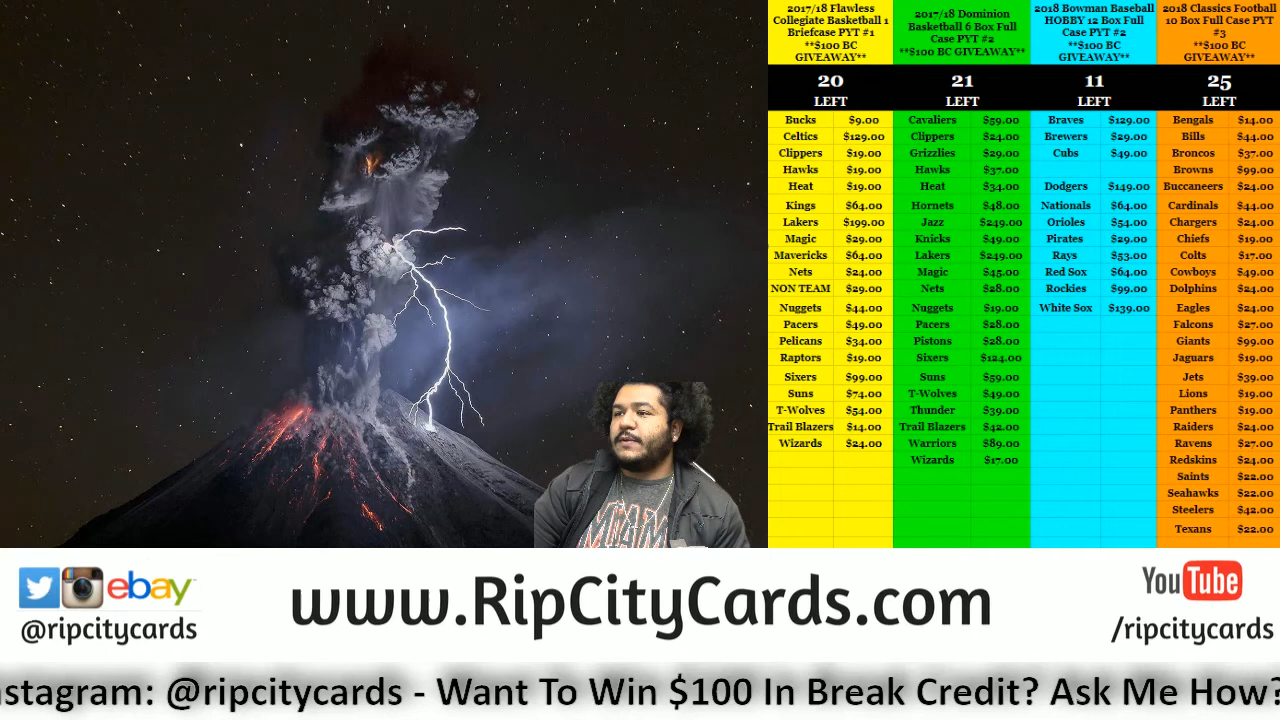 2017/18 Flawless
Collegiate Basketball 1
Briefcase PYT #1
**$100 BC
GIVEAWAY**
20
LEFT
Bucks $9.00
Celtics $129.00
Clippers $19.00
Hawks $19.00
Heat $19.00
Kings $64.00
Lakers $199.00
Magic $29.00
Mavericks $64.00
Nets $24.00
NON TEAM $29.00
Nuggets $44.00
Pacers $49.00
Pelicans $34.00
Raptors $19.00
Sixers $99.00
Suns $74.00
T-Wolves $54.00
Trail Blazers $14.00
Wizards $24.00
2017/18 Dominion
Basketball 6 Box Full
Case PYT #2
**$100 BC GIVEAWAY**
21
LEFT
Cavaliers $59.00
Clippers $24.00
Grizzlies $29.00
Hawks $37.00
Heat $34.00
Hornets $48.00
Jazz $249.00
Knicks $49.00
Lakers $249.00
Magic $45.00
Nets $28.00
Nuggets $19.00
Pacers $28.00
Pistons $28.00
Sixers $124.00
Suns $59.00
T-Wolves $49.00
Thunder $39.00
Trail Blazers $42.00
Warriors $89.00
Wizards $17.00
2018 Bowman Baseball
HOBBY 12 Box Full
Case PYT #2
**$100 BC
GIVEAWAY**
11
LEFT
Braves $129.00
Brewers $29.00
Cubs $49.00
Dodgers $149.00
Nationals $64.00
Orioles $54.00
Pirates $29.00
Rays $53.00
Red Sox $64.00
Rockies $99.00
White Sox $139.00
2018 Classics Football
10 Box Full Case PYT
#3
**$100 BC
GIVEAWAY**
25
LEFT
Bengals $14.00
Bills $44.00
Broncos $37.00
Browns $99.00
Buccaneers $24.00
Cardinals $44.00
Chargers $24.00
Chiefs $19.00
Colts $17.00
Cowboys $49.00
Dolphins $24.00
Eagles $24.00
Falcons $27.00
Giants $99.00
Jaguars $19.00
Jets $39.00
Lions $19.00
Panthers $19.00
Raiders $24.00
Ravens $27.00
Redskins $24.00
Saints $22.00
Seahawks $22.00
Steelers $42.00
Texans $22.00
MIAMI
ebay
@ripcitycards
www.RipCityCards.com
YouTube
/ripcitycards
nstagram: @ripcitycards - Want To Win $100 In Break Credit? Ask Me How?